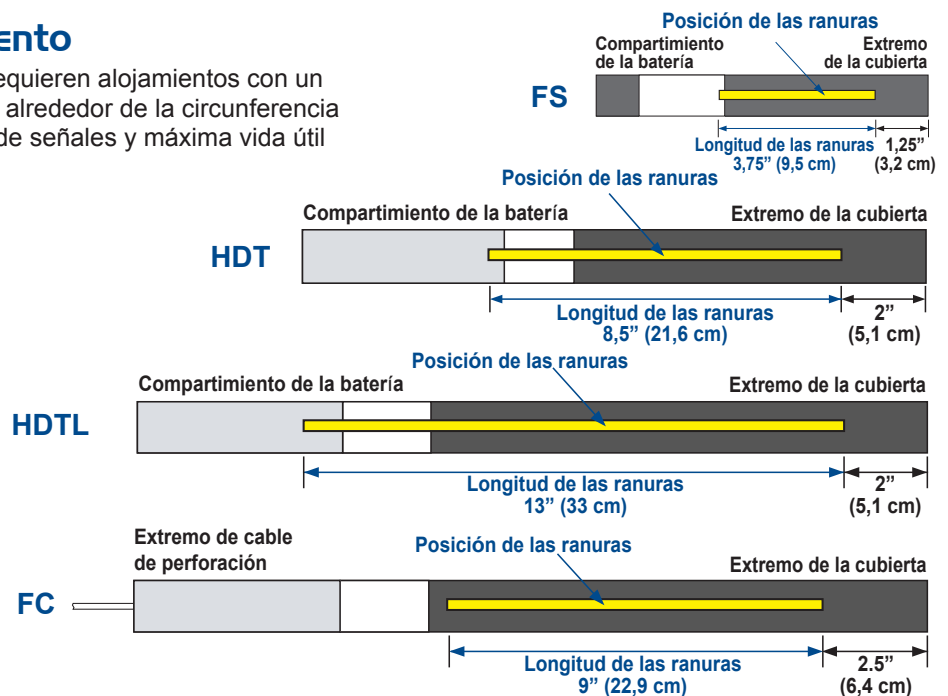 Posición de las ranuras
Compartimiento
de la batería
Extremo
de la cubierta
FS
Longitud de las ranuras
3,75” (9,5 cm)
1,25”
(3,2 cm)
requieren alojamientos con un
alrededor de la circunferencia
de señales y máxima vida útil
Posición de las ranuras
Compartimiento de la batería
Extremo de la cubierta
HDT
Longitud de las ranuras
8,5” (21,6 cm)
2”
(5,1 cm)
Posición de las ranuras
Compartimiento de la batería
Extremo de la cubierta
HDTL
Longitud de las ranuras
13” (33 cm)
2”
(5,1 cm)
Extremo de cable
de perforación
Posición de las ranuras
Extremo de la cubierta
FC
Longitud de las ranuras
9” (22,9 cm)
2.5”
(6,4 cm)